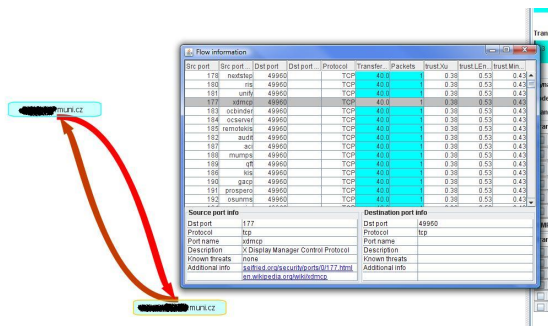 Tran
Flow information
Src port Src port ... Dst port Dst port... Protocol Transfer... Packets trust.Xu trust.LEn... trust.Min...
178 nextstep 49960 TCP 40.0 1 0.38 0.53 0.43
180 ris 49960 TCP 40.0 1 0.38 0.53 0.43
181 unify 49960 TCP 40.0 1 0.38 0.53 0.43
177 xdmcp 49960 TCP 40.0 1 0.38 0.53 0.43
183 ocbinder 49960 TCP 40.0 1 0.38 0.53 0.43
184 ocserver 49960 TCP 40.0 1 0.38 0.53 0.43
185 remotekis 49960 TCP 40.0 1 0.38 0.53 0.43
182 audit 49960 TCP 40.0 1 0.38 0.53 0.43
187 aci 49960 TCP 40.0 1 0.38 0.53 0.43
188 mumps 49960 TCP 40.0 1 0.38 0.53 0.43
189 qft 49960 TCP 40.0 1 0.38 0.53 0.43
186 kis 49960 TCP 40.0 1 0.38 0.53 0.43
190 gacp 49960 TCP 40.0 1 0.38 0.53 0.43
191 prospero 49960 TCP 40.0 1 0.38 0.53 0.43
192 osunms 49960 TCP 40.0 1 0.38 0.53 0.43
muni.cz
Source port info
Dst port 177
Protocol tcp
Port name xdmcp
Description X Display Manager Control Protocol
Known threats none
Additional info seifried.org/security/ports/0/177.html
en.wikipedia.org/wiki/xdmcp
Destination port info
Dst port 49960
Protocol tcp
Port name
Description
Known threats
Additional info
muni.cz